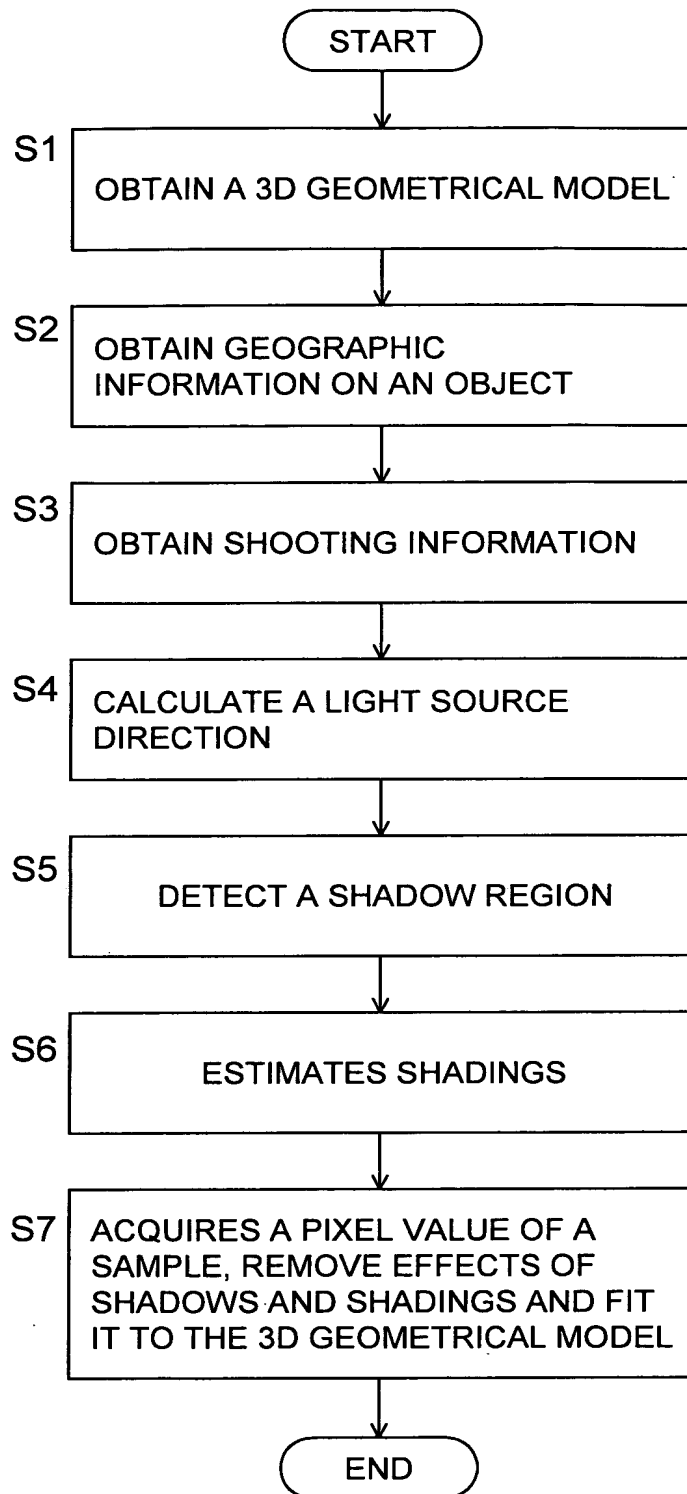 START
S1
OBTAIN A 3D GEOMETRICAL MODEL
S2
OBTAIN GEOGRAPHIC
INFORMATION ON AN OBJECT
S3
OBTAIN SHOOTING INFORMATION
S4
CALCULATE A LIGHT SOURCE
DIRECTION
S5
DETECT A SHADOW REGION
S6
ESTIMATES SHADINGS
S7
ACQUIRES A PIXEL VALUE OF A
SAMPLE, REMOVE EFFECTS OF
SHADOWS AND SHADINGS AND FIT
IT TO THE 3D GEOMETRICAL MODEL
END